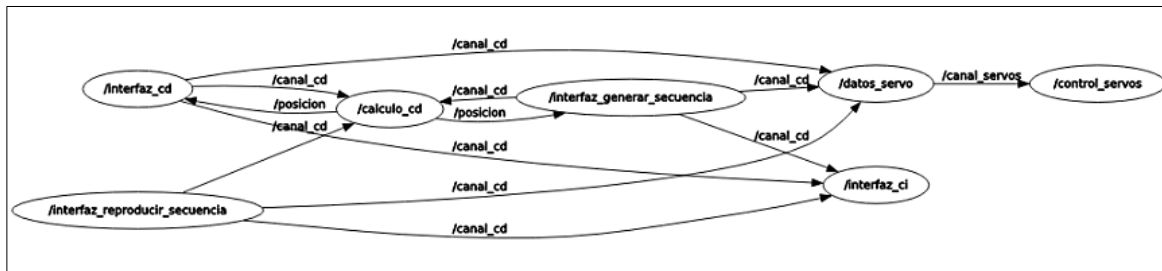 /canal_cd
/canal_cd
/canal_servos
/interfaz_cd
/canal_cd
/canal_cd
/datos_servo
/control_servos
/posicion
/calculo_cd
/interfaz_generar_secuencia
/posicion
/canal_cd
/canal_cd
/canal_cd
/canal_cd
/interfaz_ci
/interfaz_reproducir_secuencia
/canal_cd